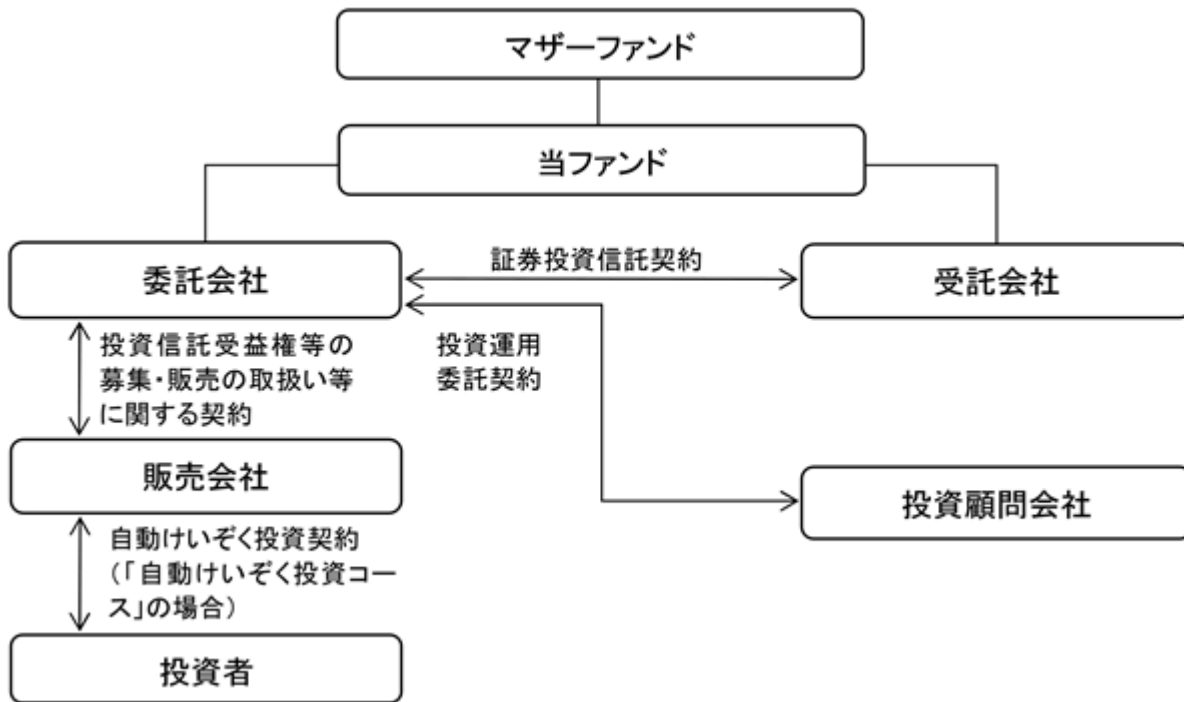 マザーファンド
当ファンド
委託会社
証券投資信託契約
受託会社
投資信託受益権等の
募集・販売の取扱い等
に関する契約
投資運用
委託契約
販売会社
投資顧問会社
自動けいぞく投資契約
(「自動けいぞく投資コー
ス」の場合)
投資者